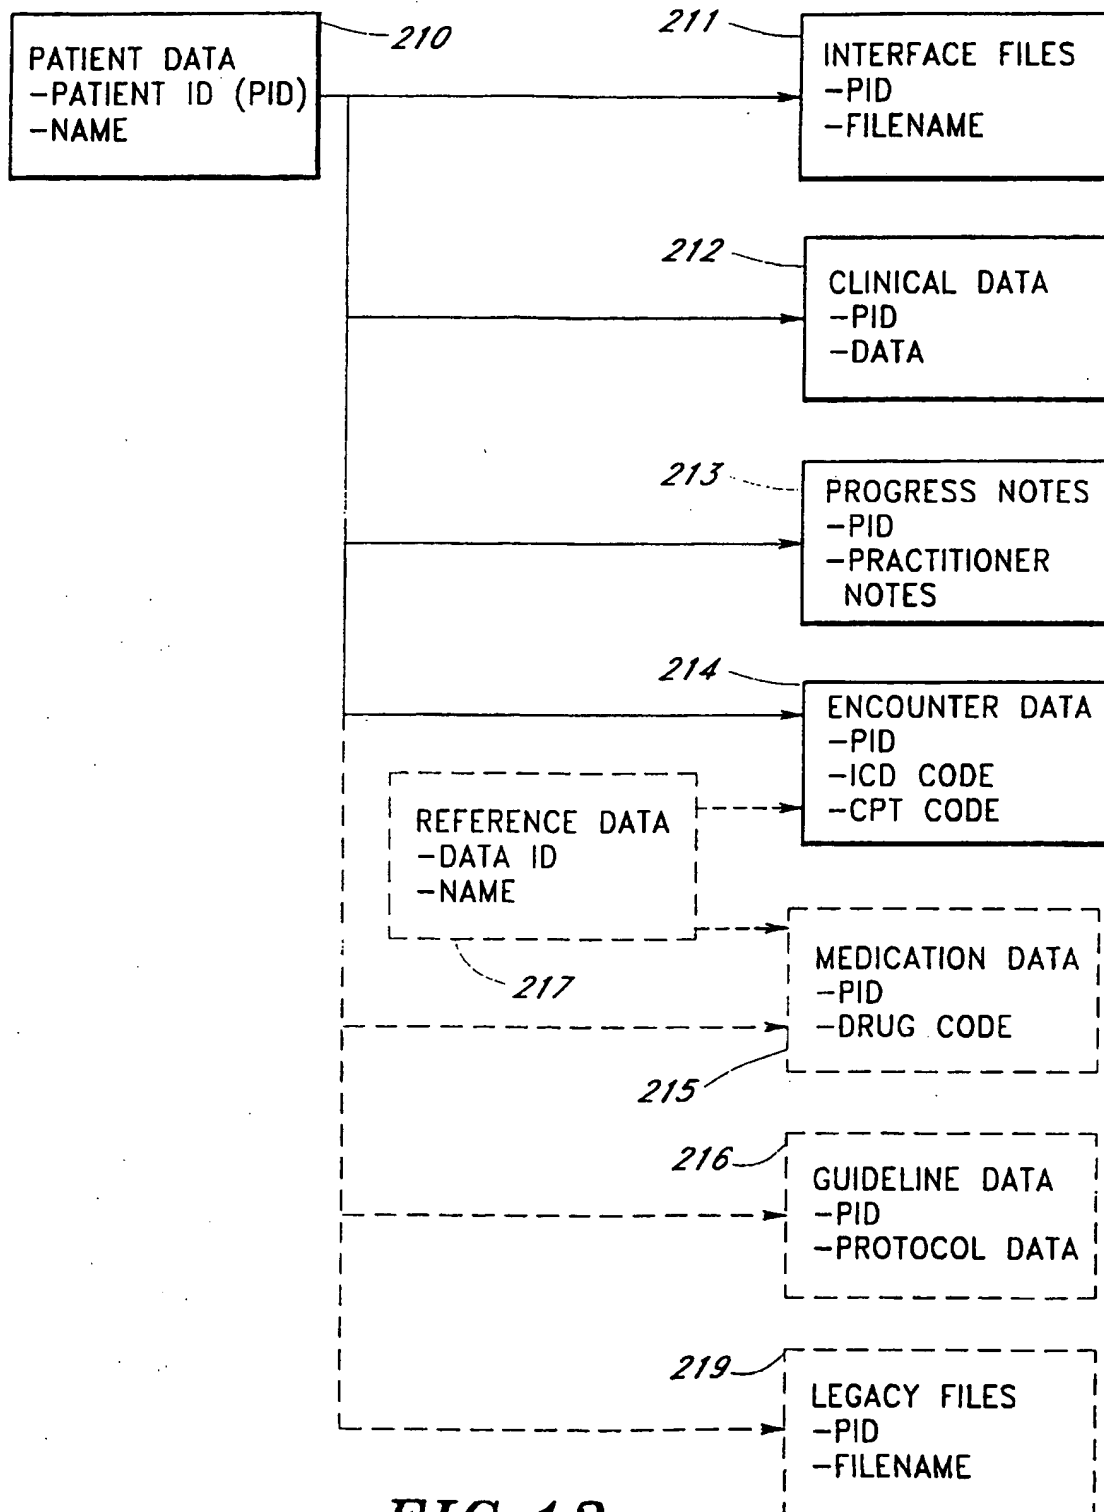 210
PATIENT DATA
-PATIENT ID (PID)
-NAME
211
INTERFACE FILES
-PID
-FILENAME
212
CLINICAL DATA
-PID
-DATA
213
PROGRESS NOTES
-PID
-PRACTITIONER
NOTES
214
ENCOUNTER DATA
-PID
-ICD CODE
-CPT CODE
REFERENCE DATA
-DATA ID
-NAME
217
MEDICATION DATA
-PID
-DRUG CODE
215
216
GUIDELINE DATA
-PID
-PROTOCOL DATA
219
LEGACY FILES
-PID
-FILENAME